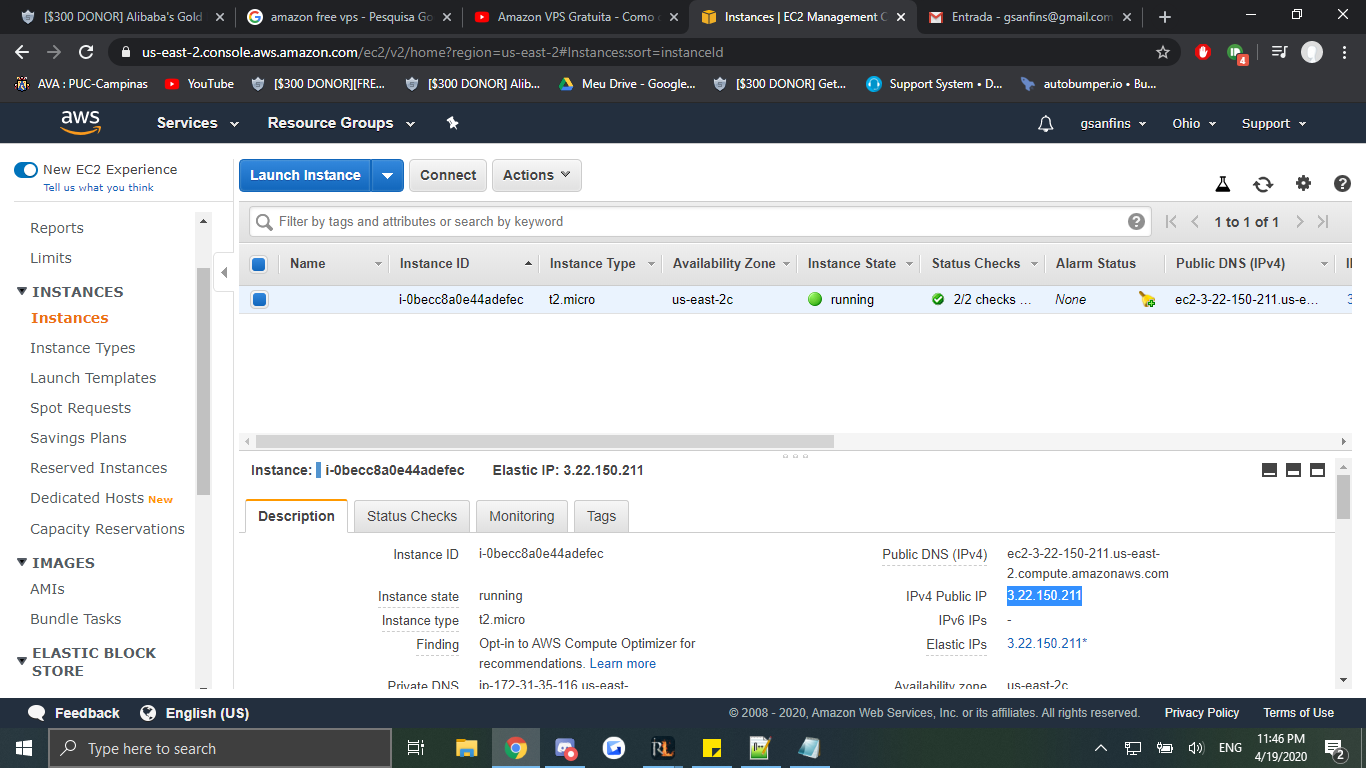 [$300 DONOR] Alibaba's Gold
amazon free vps - Pesquisa Go
Amazon VPS Gratuita - Como
Instances | EC2 Management C
Entrada - gsanfins@gmail.com
us-east-2.console.aws.amazon.com/ec2/v2/home?region=us-east-2#Instances:sort=instanceId
4
AVA : PUC-Campinas
YouTube
[$300 DONOR][FRE...
[$300 DONOR] Alib...
Meu Drive - Google...
[$300 DONOR] Get...
Support System • D...
autobumper.io • Bu...
aws
Services
Resource Groups
gsanfins
Ohio
Support
New EC2 Experience
Tell us what you think
Launch Instance
Connect
Actions
Filter by tags and attributes or search by keyword
1 to 1 of 1
Reports
Limits
INSTANCES
Instances
Instance Types
Launch Templates
Spot Requests
Savings Plans
Reserved Instances
Dedicated Hosts New
Capacity Reservations
IMAGES
AMIs
Bundle Tasks
ELASTIC BLOCK
STORE
Name
Instance ID
Instance Type
Availability Zone
Instance State
Status Checks
Alarm Status
Public DNS (IPv4)
i-0becc8a0e44adefec
t2.micro
us-east-2c
running
2/2 checks ...
None
ec2-3-22-150-211.us-e...
Instance: i-0becc8a0e44adefec
Elastic IP: 3.22.150.211
Description
Status Checks
Monitoring
Tags
Instance ID
i-0becc8a0e44adefec
Public DNS (IPv4)
ec2-3-22-150-211.us-east-
2.compute.amazonaws.com
Instance state
running
IPv4 Public IP
3.22.150.211
Instance type
t2.micro
IPv6 IPs
-
Finding
Opt-in to AWS Compute Optimizer for
recommendations. Learn more
Elastic IPs
3.22.150.211*
Private DNS
ip-172-31-35-116.us-east-
Availability zone
us-east-2c
Feedback
English (US)
© 2008 - 2020, Amazon Web Services, Inc. or its affiliates. All rights reserved.
Privacy Policy
Terms of Use
Type here to search
ENG
11:46 PM
4/19/2020
2